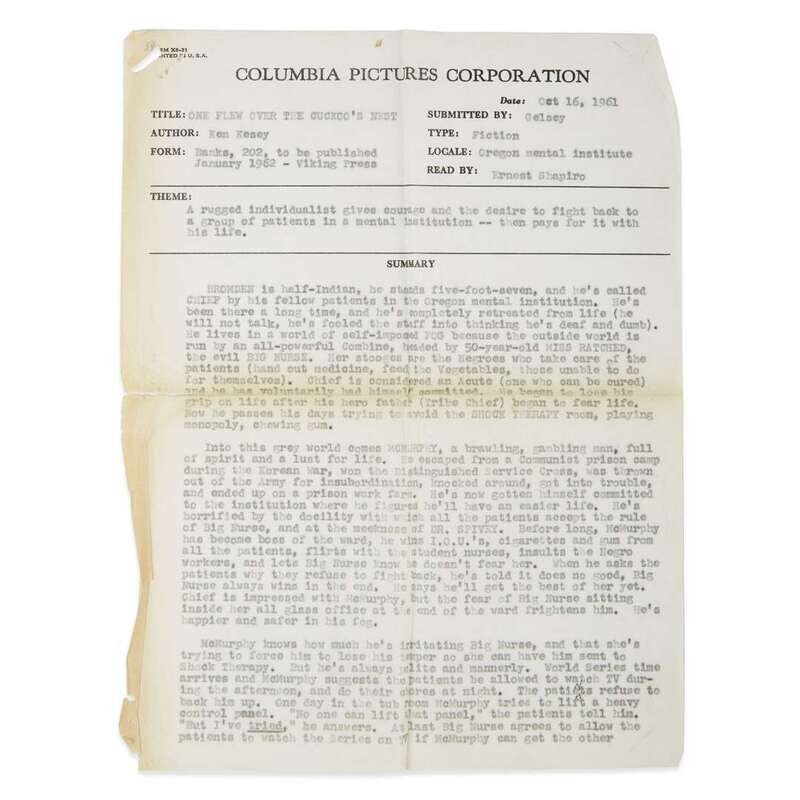 RM X8-21
NTED IN U. S. A.
COLUMBIA PICTURES CORPORATION
Date: Oct 16, 1961
TITLE: ONE FLEW OVER THE CUCKOO'S NEST
SUBMITTED BY: Gelsey
AUTHOR: Ken Kesey
TYPE: Fiction
FORM: Banks, 202, to be published
January 1962 - Viking Press
LOCALE: Oregon mental institute
READ BY: Ernest Shapiro
THEME:
A rugged individualist gives courage and the desire to fight back to
a group of patients in a mental institution -- then pays for it with
his life.
SUMMARY
BROMDEN is half-Indian, he stands five-foot-seven, and he's called
CHIEF by his fellow patients in the Oregon mental institution. He's
been there a long time, and he's completely retreated from life (he
will not talk, he's fooled the staff into thinking he's deaf and dumb).
He lives in a world of self-imposed FOG because the outside world is
run by an all-powerful Combine, headed by 50-year-old MISS RATCHED,
the evil BIG NURSE. Her stooges are the Negroes who take care of the
patients (hand out medicine, feed the Vegetables, those unable to do
for themselves). Chief is considered an Acute (one who can be cured)
and he has voluntarily had himself committed. He began to lose his
grip on life after his hero father (Tribe Chief) began to fear life.
Now he passes his days trying to avoid the SHOCK THERAPY room, playing
monopoly, chewing gum.
Into this grey world comes MCMURPHY, a brawling, gambling man, full
of spirit and a lust for life. He escaped from a Communist prison camp
during the Korean War, won the Distinguished Service Cross, was thrown
out of the Army for insubordination, knocked around, got into trouble,
and ended up on a prison work farm. He's now gotten himself committed
to the institution where he figures he'll have an easier life. He's
horrified by the docility with which all the patients accept the rule
of Big Nurse, and at the meekness of DR. SPIVEY. Before long, McMurphy
has become boss of the ward, he wins I.O.U.'s, cigarettes and gum from
all the patients, flirts with the student nurses, insults the Negro
workers, and lets Big Nurse know he doesn't fear her. When he asks the
patients why they refuse to fight back, he's told it does no good, Big
Nurse always wins in the end. He says he'll get the best of her yet.
Chief is impressed with McMurphy, but the fear of Big Nurse sitting
inside her all glass office at the end of the ward frightens him. He's
happier and safer in his fog.
McMurphy knows how much he's irritating Big Nurse, and that she's
trying to force him to lose his temper so she can have him sent to
Shock Therapy. But he's always polite and mannerly. World Series time
arrives and McMurphy suggests the patients be allowed to watch TV dur-
ing the afternoon, and do their chores at night. The patients refuse to
back him up. One day in the tub room McMurphy tries to lift a heavy
control panel. "No one can lift that panel," the patients tell him.
"But I've tried," he answers. At last Big Nurse agrees to allow the
patients to watch the Series on if McMurphy can get the other